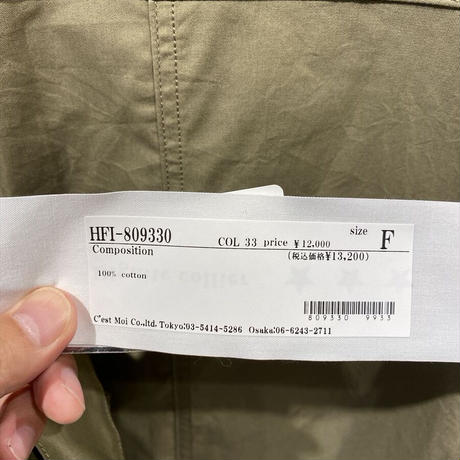 HFI-809330 COL 33 price ¥12,000 size F
Composition (税込価格¥13,200)
100% cotton
809330 9933
C'est Moi Co.,ltd. Tokyo:03-5414-5286 Osaka:06-6243-2711